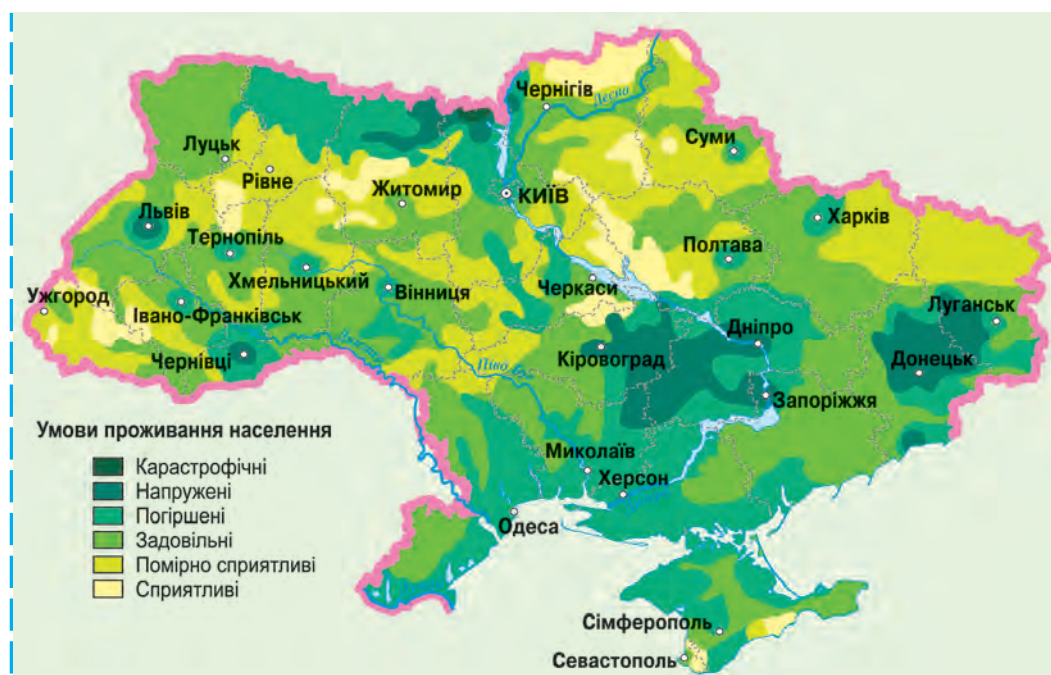 Чернігів
Десна
Суми
Луцьк
Рівне
Житомир
КИЇВ
Львів
Харків
Тернопіль
Полтава
Хмельницький
Черкаси
Вінниця
Ужгород
Івано-Франківськ
Луганськ
Дніпро
Чернівці
Кіровоград
Донецьк
Запоріжжя
Умови проживання населення
Карастрофічні
Напружені
Погіршені
Задовільні
Помірно сприятливі
Сприятливі
Миколаїв
Херсон
Одеса
Сімферополь
Севастополь